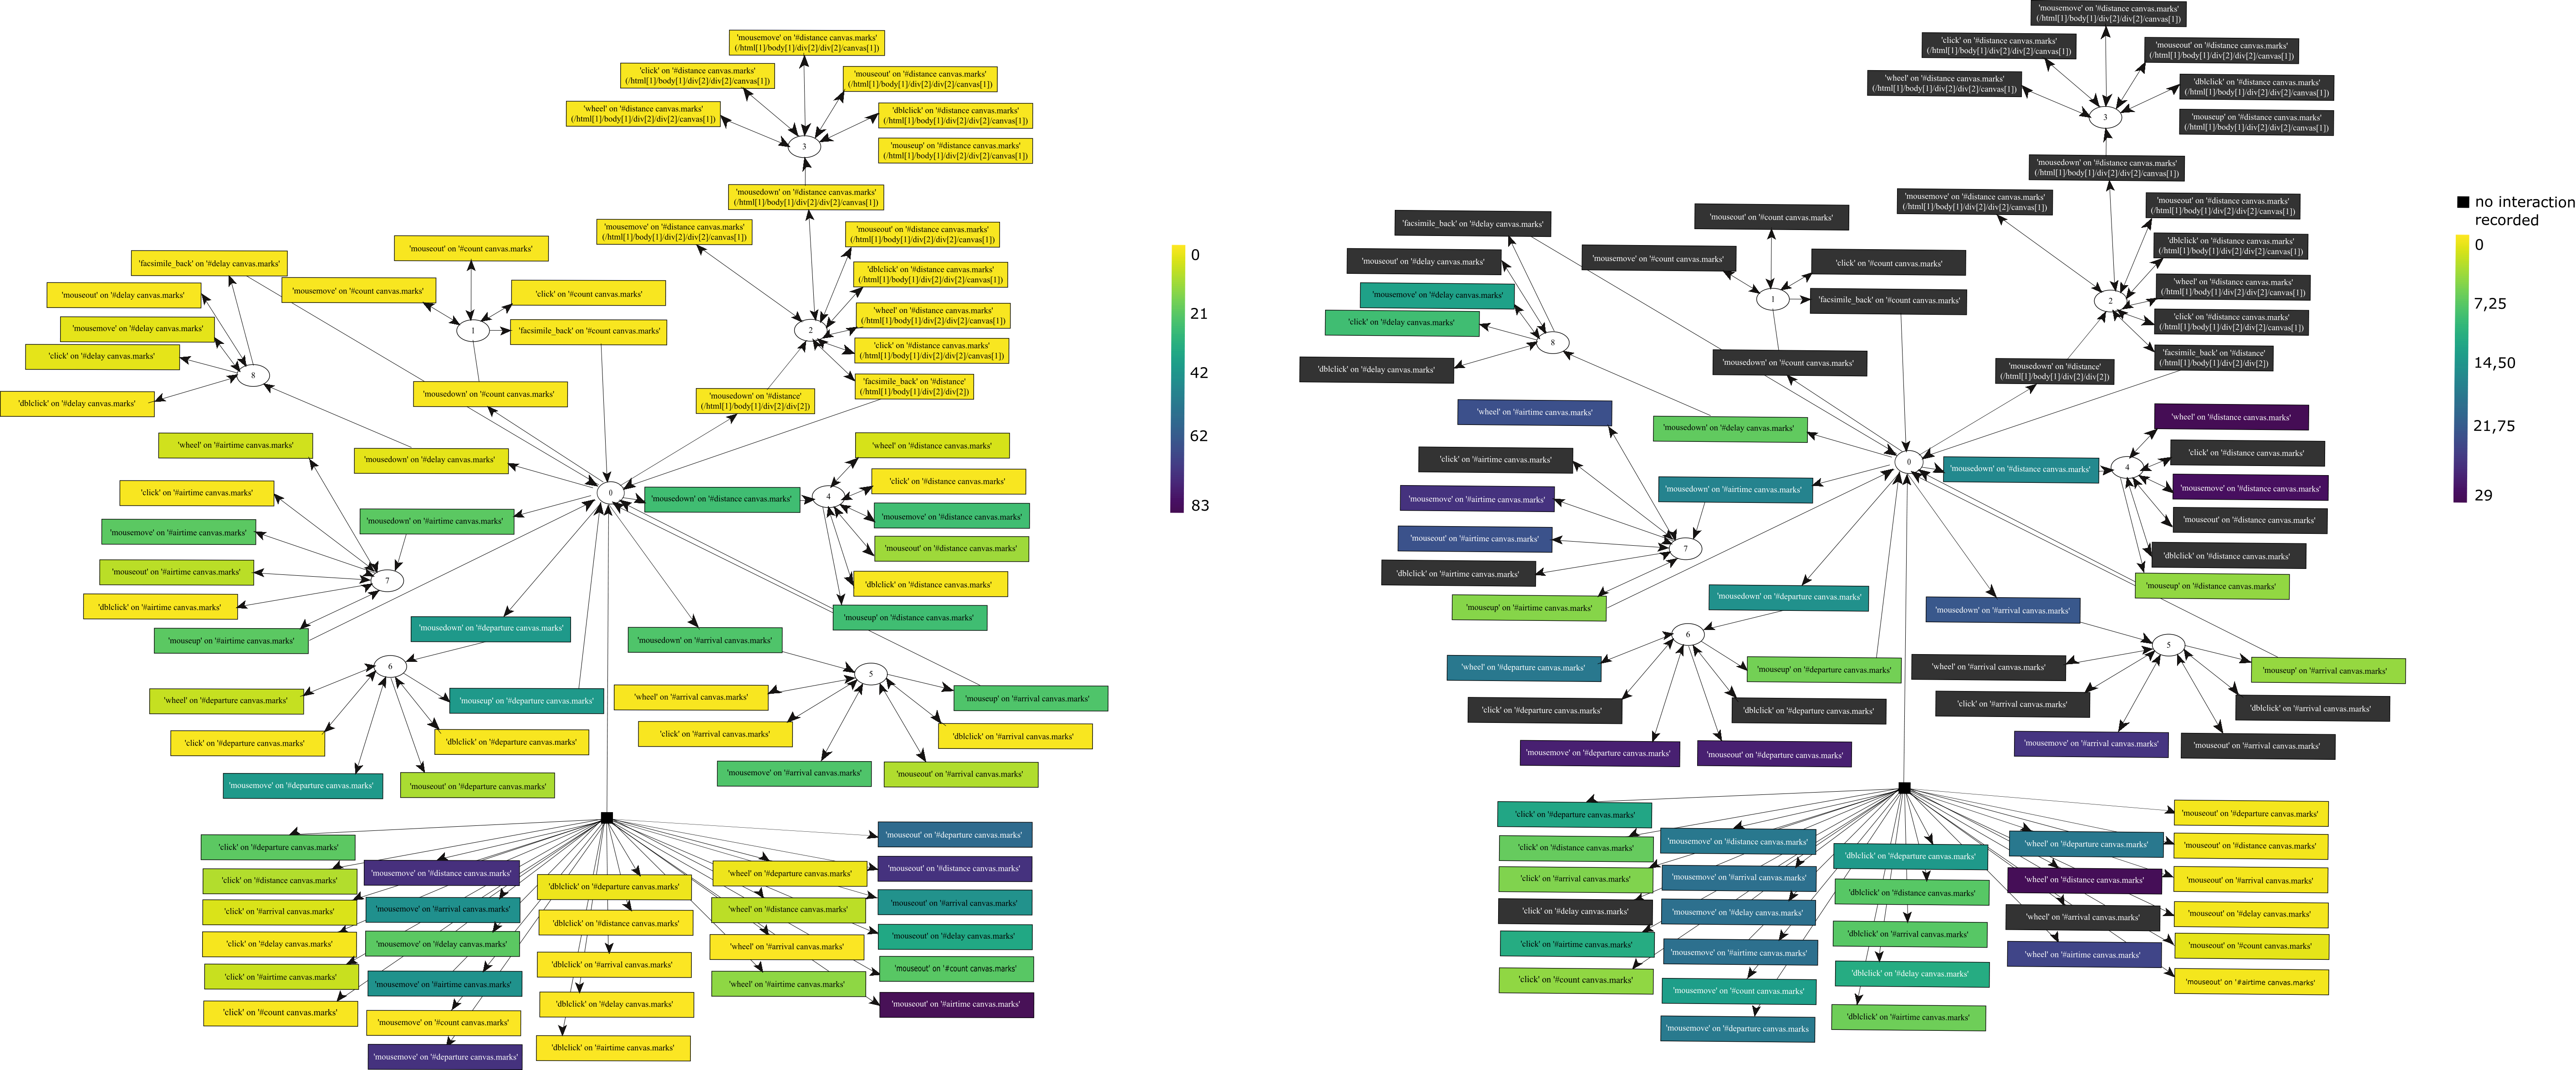 'mousemove' on '#distance canvas.marks'
(/html[1]/body[1]/div[2]/div[2]/canvas[1])
'click' on '#distance canvas.marks'
(/html[1]/body[1]/div[2]/div[2]/canvas[1])
'mouseout' on '#distance canvas.marks'
(/html[1]/body[1]/div[2]/div[2]/canvas[1])
'wheel' on '#distance canvas.marks'
(/html[1]/body[1]/div[2]/div[2]/canvas[1])
'dblclick' on '#distance canvas.marks'
(/html[1]/body[1]/div[2]/div[2]/canvas[1])
3
'mouseup' on '#distance canvas.marks'
(/html[1]/body[1]/div[2]/div[2]/canvas[1])
'mousedown' on '#distance canvas.marks'
(/html[1]/body[1]/div[2]/div[2]/canvas[1])
'mousemove' on '#distance canvas.marks'
(/html[1]/body[1]/div[2]/div[2]/canvas[1])
'mouseout' on '#distance canvas.marks'
(/html[1]/body[1]/div[2]/div[2]/canvas[1])
'mouseout' on '#count canvas.marks'
'facsimile_back' on '#delay canvas.marks'
'dblclick' on '#distance canvas.marks'
(/html[1]/body[1]/div[2]/div[2]/canvas[1])
'mouseout' on '#delay canvas.marks'
'mousemove' on '#count canvas.marks'
'click' on '#count canvas.marks'
'wheel' on '#distance canvas.marks'
(/html[1]/body[1]/div[2]/div[2]/canvas[1])
'mousemove' on '#delay canvas.marks'
1
'facsimile_back' on '#count canvas.marks'
2
'click' on '#distance canvas.marks'
(/html[1]/body[1]/div[2]/div[2]/canvas[1])
'click' on '#delay canvas.marks'
8
'facsimile_back' on '#distance'
(/html[1]/body[1]/div[2]/div[2])
'mousedown' on '#count canvas.marks'
'mousedown' on '#distance'
(/html[1]/body[1]/div[2]/div[2])
'dblclick' on '#delay canvas.marks'
'wheel' on '#airtime canvas.marks'
'wheel' on '#distance canvas.marks'
'mousedown' on '#delay canvas.marks'
'click' on '#distance canvas.marks'
'click' on '#airtime canvas.marks'
0
'mousedown' on '#distance canvas.marks'
4
'mousemove' on '#distance canvas.marks'
'mousedown' on '#airtime canvas.marks'
'mousemove' on '#airtime canvas.marks'
'mouseout' on '#distance canvas.marks'
'mouseout' on '#airtime canvas.marks'
7
'dblclick' on '#distance canvas.marks'
'dblclick' on '#airtime canvas.marks'
'mouseup' on '#distance canvas.marks'
'mousedown' on '#departure canvas.marks'
'mouseup' on '#airtime canvas.marks'
'mousedown' on '#arrival canvas.marks'
6
5
'wheel' on '#departure canvas.marks'
'mouseup' on '#departure canvas.marks'
'wheel' on '#arrival canvas.marks'
'mouseup' on '#arrival canvas.marks'
'click' on '#departure canvas.marks'
'dblclick' on '#departure canvas.marks'
'click' on '#arrival canvas.marks'
'dblclick' on '#arrival canvas.marks'
'mousemove' on '#departure canvas.marks'
'mouseout' on '#departure canvas.marks'
'mousemove' on '#arrival canvas.marks'
'mouseout' on '#arrival canvas.marks'
'click' on '#departure canvas.marks'
'click' on '#distance canvas.marks'
'click' on '#arrival canvas.marks'
'click' on '#delay canvas.marks'
'click' on '#airtime canvas.marks'
'click' on '#count canvas.marks'
'mousemove' on '#distance canvas.marks'
'mousemove' on '#arrival canvas.marks'
'mousemove' on '#delay canvas.marks'
'mousemove' on '#airtime canvas.marks'
'mousemove' on '#count canvas.marks'
'mousemove' on '#departure canvas.marks'
'dblclick' on '#departure canvas.marks'
'dblclick' on '#distance canvas.marks'
'dblclick' on '#arrival canvas.marks'
'dblclick' on '#delay canvas.marks'
'dblclick' on '#airtime canvas.marks'
'wheel' on '#departure canvas.marks'
'wheel' on '#distance canvas.marks'
'wheel' on '#arrival canvas.marks'
'wheel' on '#airtime canvas.marks'
'mouseout' on '#departure canvas.marks'
'mouseout' on '#distance canvas.marks'
'mouseout' on '#arrival canvas.marks'
'mouseout' on '#delay canvas.marks'
'mouseout' on '#count canvas.marks'
'mouseout' on '#airtime canvas.marks'
0
21
42
62
83
'mousemove' on '#distance canvas.marks'
(/html[1]/body[1]/div[2]/div[2]/canvas[1])
'click' on '#distance canvas.marks'
(/html[1]/body[1]/div[2]/div[2]/canvas[1])
'mouseout' on '#distance canvas.marks'
(/html[1]/body[1]/div[2]/div[2]/canvas[1])
'wheel' on '#distance canvas.marks'
(/html[1]/body[1]/div[2]/div[2]/canvas[1])
'dblclick' on '#distance canvas.marks'
(/html[1]/body[1]/div[2]/div[2]/canvas[1])
3
'mouseup' on '#distance canvas.marks'
(/html[1]/body[1]/div[2]/div[2]/canvas[1])
'mousedown' on '#distance canvas.marks'
(/html[1]/body[1]/div[2]/div[2]/canvas[1])
'mousemove' on '#distance canvas.marks'
(/html[1]/body[1]/div[2]/div[2]/canvas[1])
'mouseout' on '#distance canvas.marks'
(/html[1]/body[1]/div[2]/div[2]/canvas[1])
'mouseout' on '#count canvas.marks'
'facsimile_back' on '#delay canvas.marks'
'dblclick' on '#distance canvas.marks'
(/html[1]/body[1]/div[2]/div[2]/canvas[1])
'mouseout' on '#delay canvas.marks'
'mousemove' on '#count canvas.marks'
'click' on '#count canvas.marks'
'wheel' on '#distance canvas.marks'
(/html[1]/body[1]/div[2]/div[2]/canvas[1])
'mousemove' on '#delay canvas.marks'
1
'facsimile_back' on '#count canvas.marks'
2
'click' on '#distance canvas.marks'
(/html[1]/body[1]/div[2]/div[2]/canvas[1])
'click' on '#delay canvas.marks'
8
'facsimile_back' on '#distance'
(/html[1]/body[1]/div[2]/div[2])
'mousedown' on '#count canvas.marks'
'mousedown' on '#distance'
(/html[1]/body[1]/div[2]/div[2])
'dblclick' on '#delay canvas.marks'
'wheel' on '#airtime canvas.marks'
'wheel' on '#distance canvas.marks'
'mousedown' on '#delay canvas.marks'
'click' on '#distance canvas.marks'
'click' on '#airtime canvas.marks'
0
'mousedown' on '#distance canvas.marks'
4
'mousemove' on '#distance canvas.marks'
'mousedown' on '#airtime canvas.marks'
'mousemove' on '#airtime canvas.marks'
'mouseout' on '#distance canvas.marks'
'mouseout' on '#airtime canvas.marks'
7
'dblclick' on '#distance canvas.marks'
'dblclick' on '#airtime canvas.marks'
'mouseup' on '#distance canvas.marks'
'mousedown' on '#departure canvas.marks'
'mouseup' on '#airtime canvas.marks'
'mousedown' on '#arrival canvas.marks'
6
5
'wheel' on '#departure canvas.marks'
'mouseup' on '#departure canvas.marks'
'wheel' on '#arrival canvas.marks'
'mouseup' on '#arrival canvas.marks'
'click' on '#departure canvas.marks'
'dblclick' on '#departure canvas.marks'
'click' on '#arrival canvas.marks'
'dblclick' on '#arrival canvas.marks'
'mousemove' on '#departure canvas.marks'
'mouseout' on '#departure canvas.marks'
'mousemove' on '#arrival canvas.marks'
'mouseout' on '#arrival canvas.marks'
'click' on '#departure canvas.marks'
'click' on '#distance canvas.marks'
'click' on '#arrival canvas.marks'
'click' on '#delay canvas.marks'
'click' on '#airtime canvas.marks'
'click' on '#count canvas.marks'
'mousemove' on '#distance canvas.marks'
'mousemove' on '#arrival canvas.marks'
'mousemove' on '#delay canvas.marks'
'mousemove' on '#airtime canvas.marks'
'mousemove' on '#count canvas.marks'
'mousemove' on '#departure canvas.marks
'dblclick' on '#departure canvas.marks'
'dblclick' on '#distance canvas.marks'
'dblclick' on '#arrival canvas.marks'
'dblclick' on '#delay canvas.marks'
'dblclick' on '#airtime canvas.marks'
'wheel' on '#departure canvas.marks'
'wheel' on '#distance canvas.marks'
'wheel' on '#arrival canvas.marks'
'wheel' on '#airtime canvas.marks'
'mouseout' on '#departure canvas.marks'
'mouseout' on '#distance canvas.marks'
'mouseout' on '#arrival canvas.marks'
'mouseout' on '#delay canvas.marks'
'mouseout' on '#count canvas.marks'
'mouseout' on '#airtime canvas.marks'
no interaction
recorded
0
7,25
14,50
21,75
29